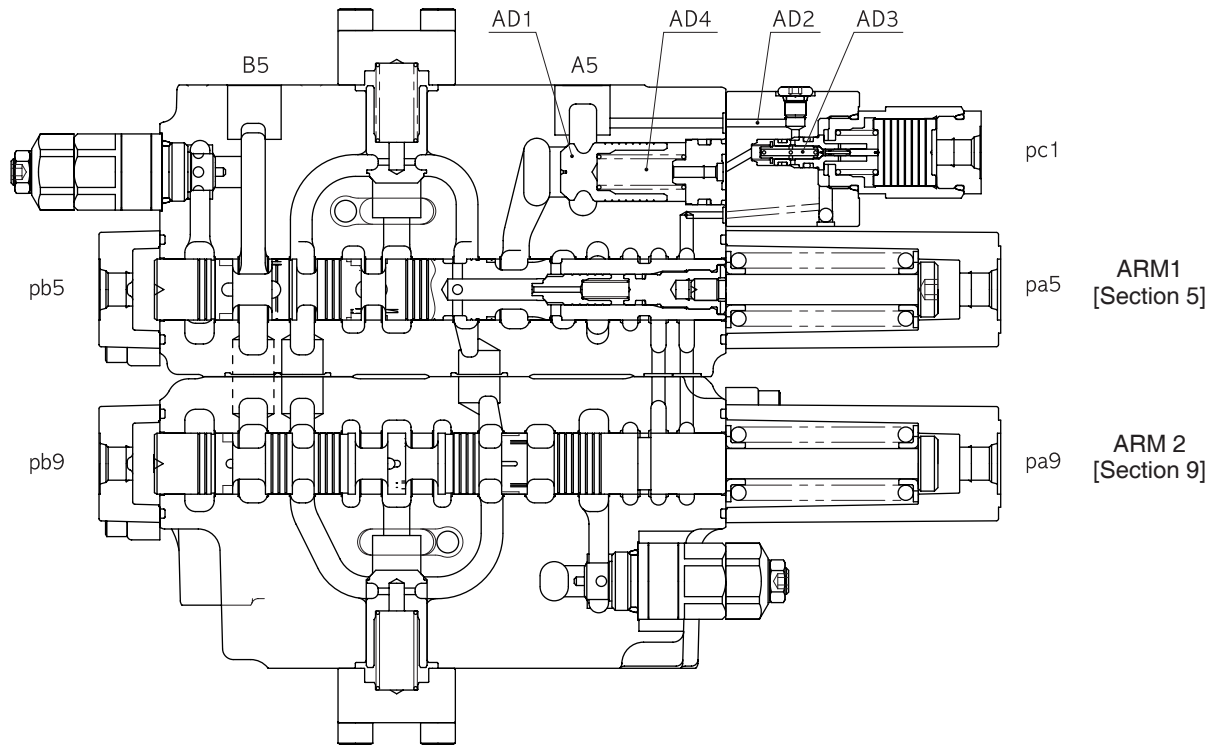 AD1 AD4 AD2 AD3
B5 A5
pc1
pb5 pa5 ARM1
[Section 5]
pb9 pa9 ARM 2
[Section 9]